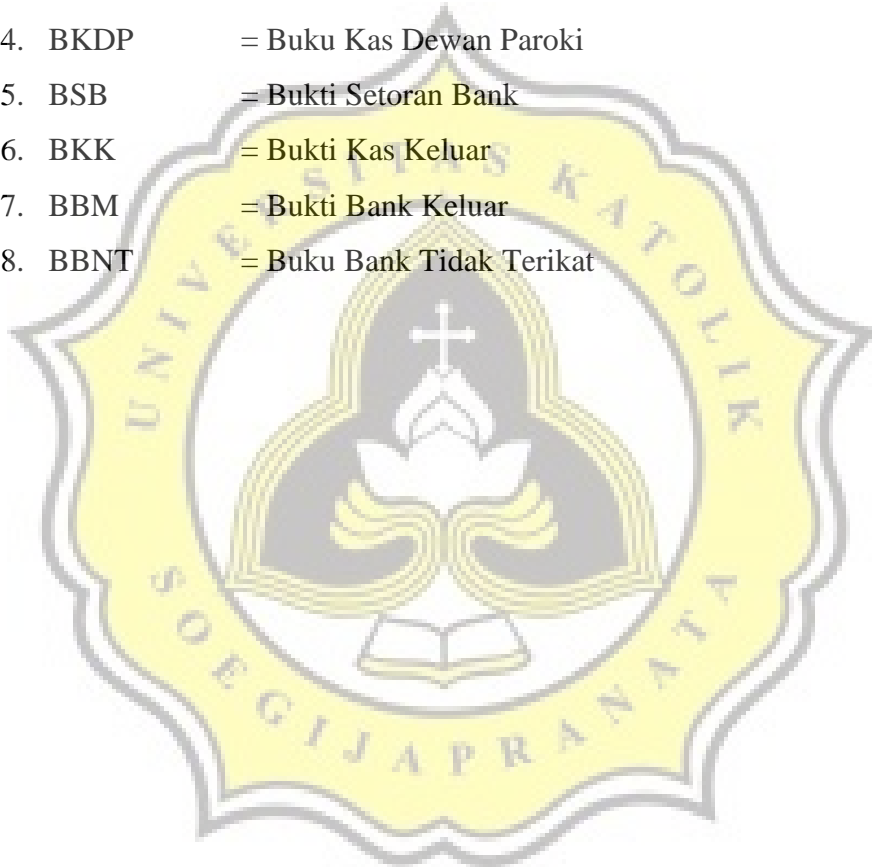 4. BKDP = Buku Kas Dewan Paroki
5. BSB = Bukti Setoran Bank
6. BKK = Bukti Kas Keluar
7. BBM = Bukti Bank Keluar
8. BBNT = Buku Bank Tidak Terikat
UNIVERSITAS KATOLIK
SOEGIJAPRANATA